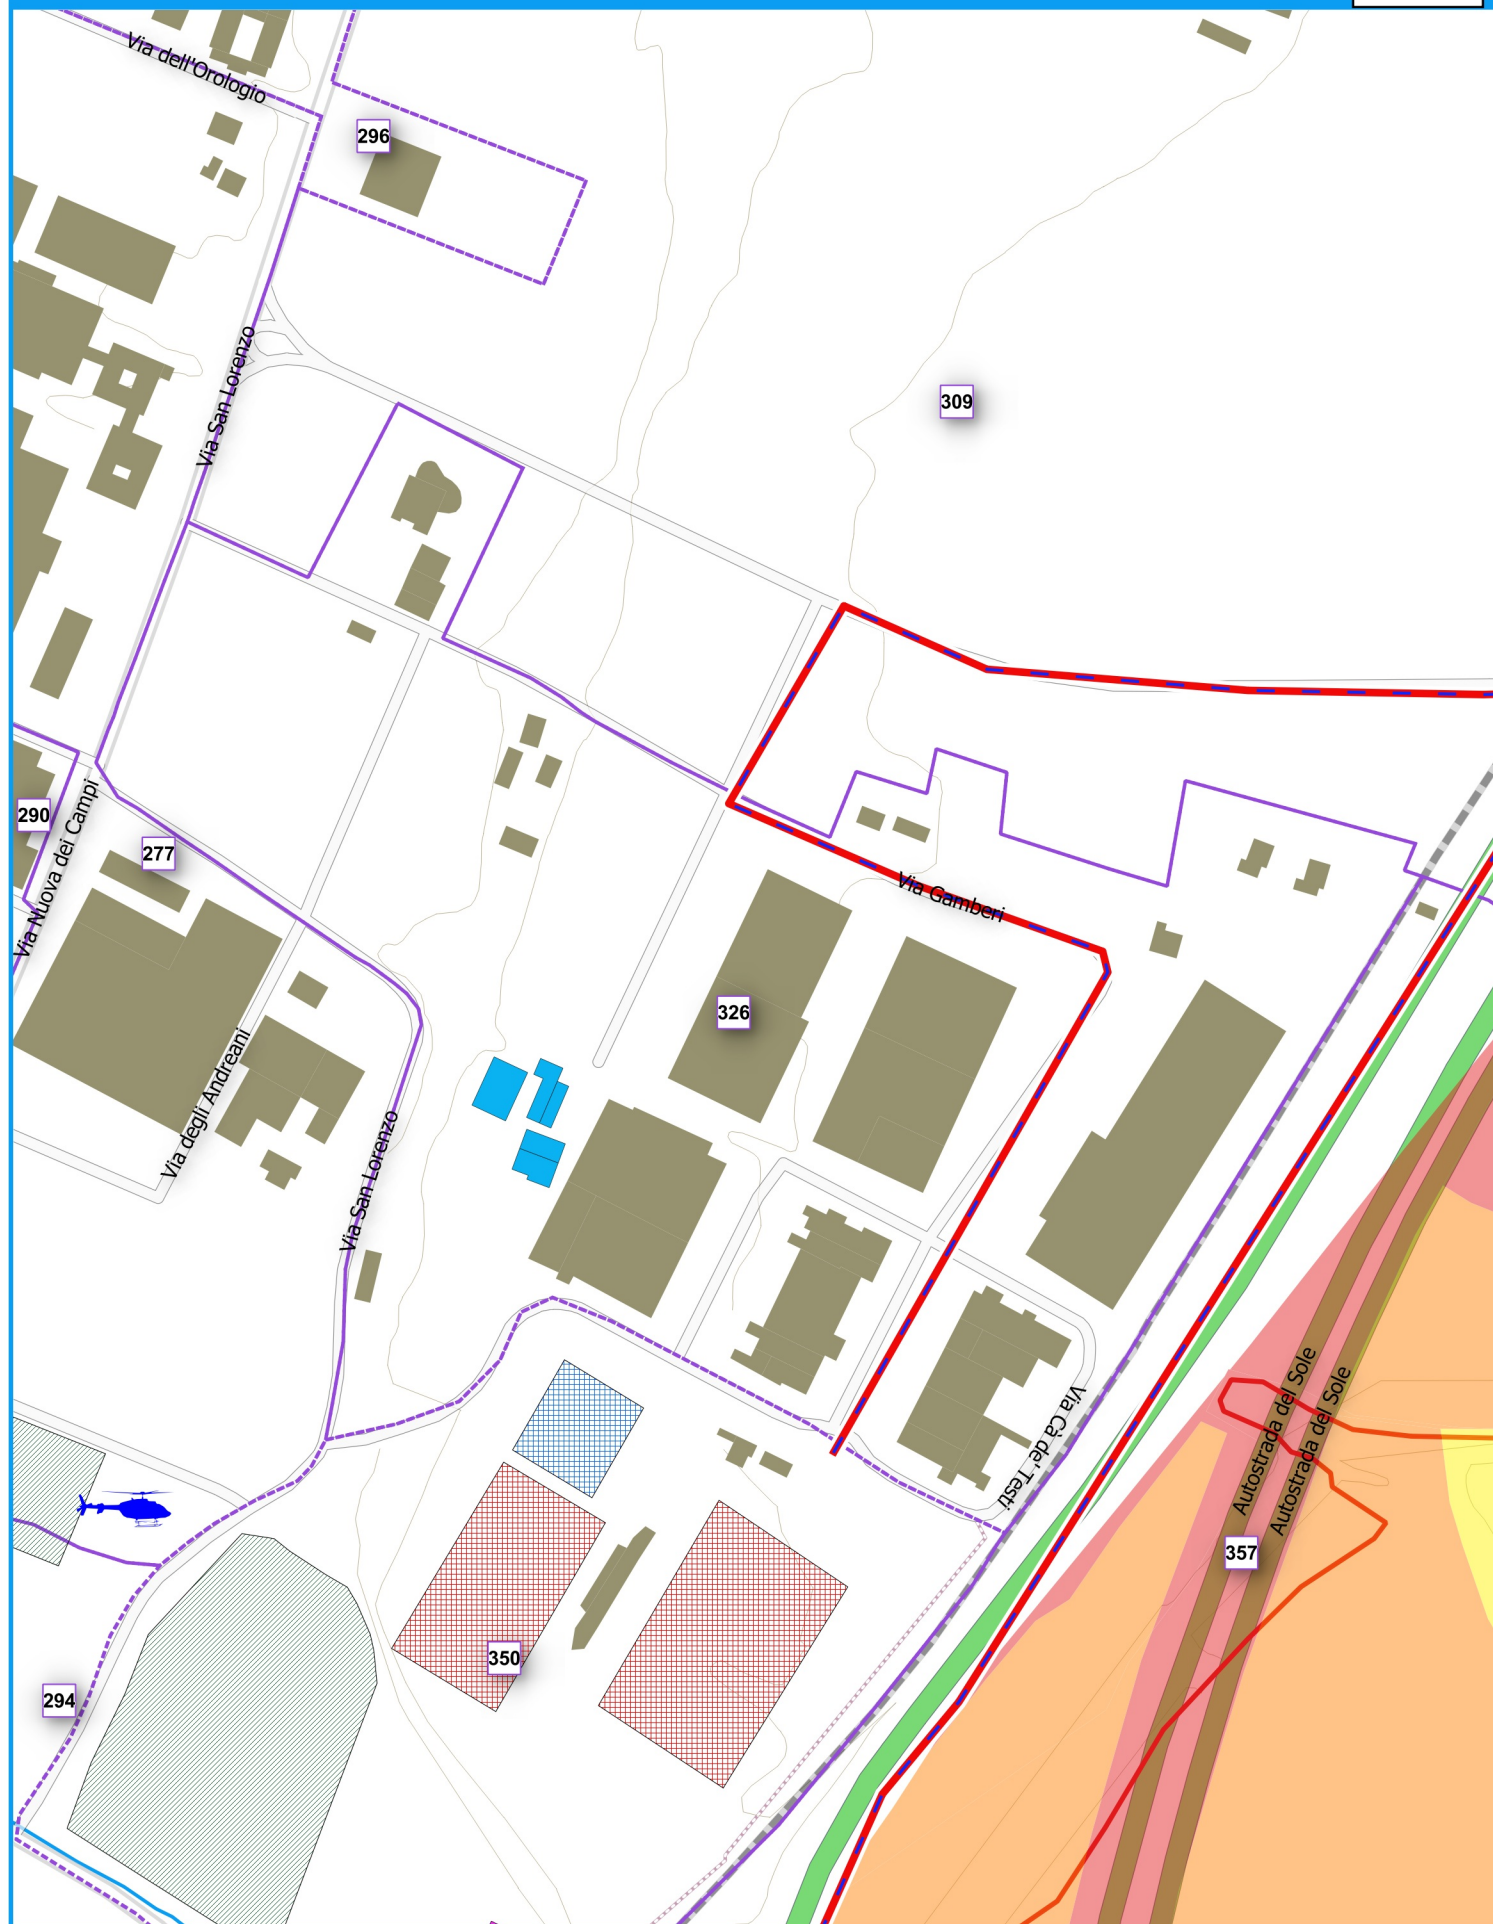 Via dell'Orologio
296
Via San Lorenzo
309
290
277
Via Nuova dei Campi
Via Gamberi
326
Via degli Andreani
Via San Lorenzo
Via Cà de' Testi
Autostrada del Sole
Autostrada del Sole
357
350
294